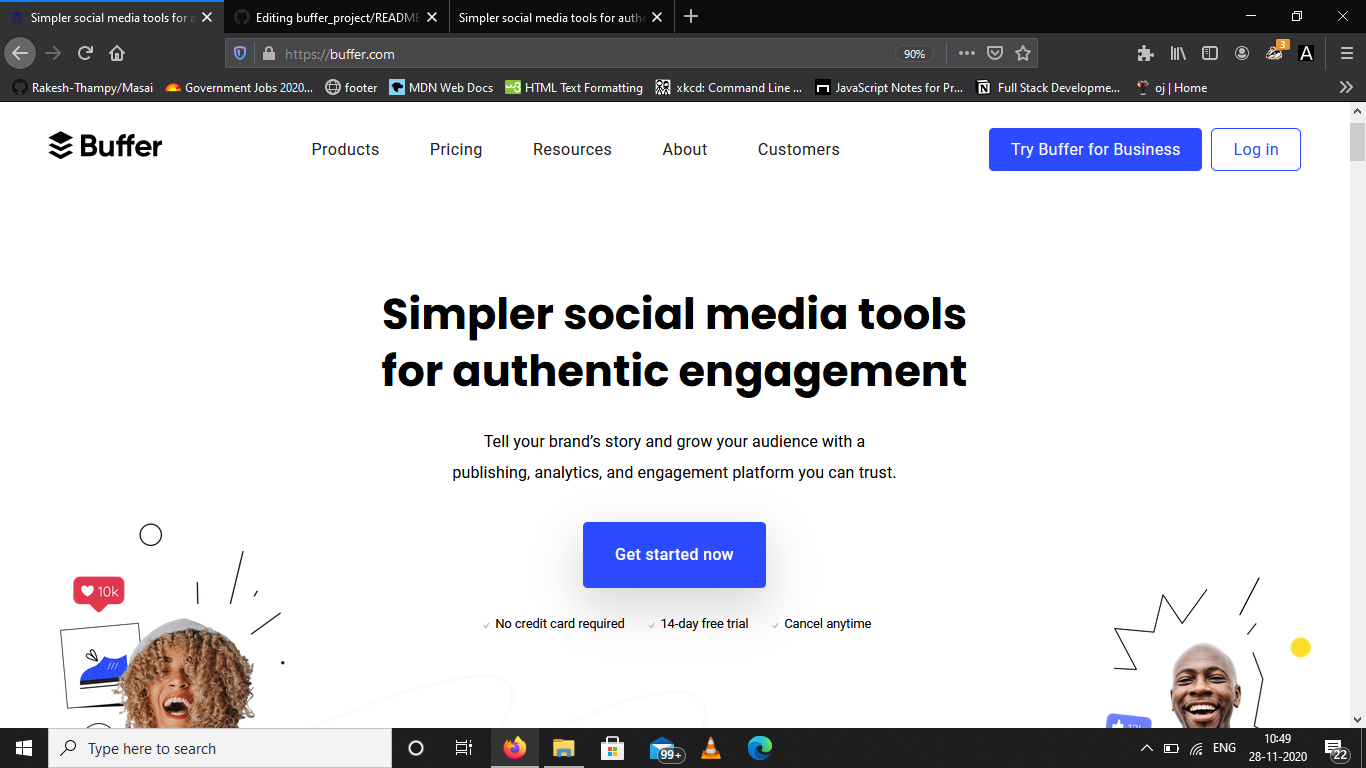 Simpler social media tools for a
Editing buffer_project/README
Simpler social media tools for auth
https://buffer.com
90%
3
A
Rakesh-Thampy/Masai
Government Jobs 2020...
footer
MDN Web Docs
HTML Text Formatting
xkcd: Command Line ...
JavaScript Notes for Pr...
Full Stack Developme...
oj | Home
Buffer
Products
Pricing
Resources
About
Customers
Try Buffer for Business
Log in
Simpler social media tools
for authentic engagement
Tell your brand’s story and grow your audience with a
publishing, analytics, and engagement platform you can trust.
Get started now
No credit card required
14-day free trial
Cancel anytime
10k
Type here to search
99+
ENG
10:49
28-11-2020
22